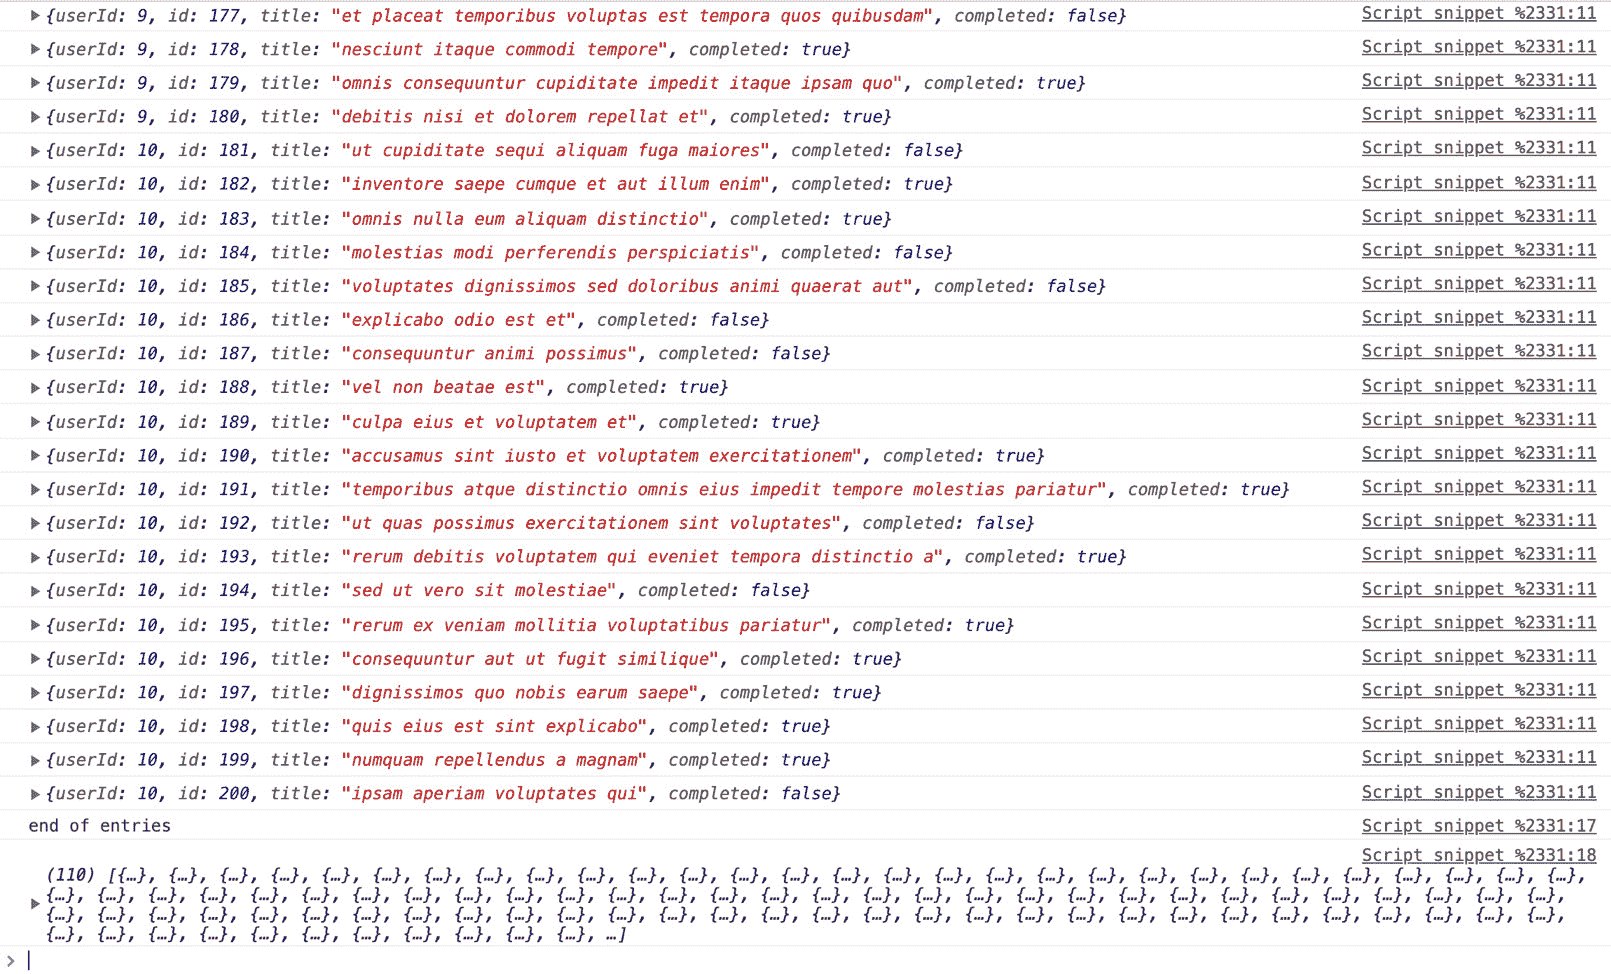 ▶{userId: 9, id: 177, title: "et placeat temporibus voluptas est tempora quos quibusdam", completed: false} Script snippet %2331:11
▶{userId: 9, id: 178, title: "nesciunt itaque commodi tempore", completed: true} Script snippet %2331:11
▶{userId: 9, id: 179, title: "omnis consequuntur cupiditate impedit itaque ipsam quo", completed: true} Script snippet %2331:11
▶{userId: 9, id: 180, title: "debitis nisi et dolorem repellat et", completed: true} Script snippet %2331:11
▶{userId: 10, id: 181, title: "ut cupiditate sequi aliquam fuga maiores", completed: false} Script snippet %2331:11
▶{userId: 10, id: 182, title: "inventore saepe cumque et aut illum enim", completed: true} Script snippet %2331:11
▶{userId: 10, id: 183, title: "omnis nulla eum aliquam distinctio", completed: true} Script snippet %2331:11
▶{userId: 10, id: 184, title: "molestias modi perferendis perspiciatis", completed: false} Script snippet %2331:11
▶{userId: 10, id: 185, title: "voluptates dignissimos sed doloribus animi quaerat aut", completed: false} Script snippet %2331:11
▶{userId: 10, id: 186, title: "explicabo odio est et", completed: false} Script snippet %2331:11
▶{userId: 10, id: 187, title: "consequuntur animi possimus", completed: false} Script snippet %2331:11
▶{userId: 10, id: 188, title: "vel non beatae est", completed: true} Script snippet %2331:11
▶{userId: 10, id: 189, title: "culpa eius et voluptatem et", completed: true} Script snippet %2331:11
▶{userId: 10, id: 190, title: "accusamus sint iusto et voluptatem exercitationem", completed: true} Script snippet %2331:11
▶{userId: 10, id: 191, title: "temporibus atque distinctio omnis eius impedit tempore molestias pariatur", completed: true} Script snippet %2331:11
▶{userId: 10, id: 192, title: "ut quas possimus exercitationem sint voluptates", completed: false} Script snippet %2331:11
▶{userId: 10, id: 193, title: "rerum debitis voluptatem qui eveniet tempora distinctio a", completed: true} Script snippet %2331:11
▶{userId: 10, id: 194, title: "sed ut vero sit molestiae", completed: false} Script snippet %2331:11
▶{userId: 10, id: 195, title: "rerum ex veniam mollitia voluptatibus pariatur", completed: true} Script snippet %2331:11
▶{userId: 10, id: 196, title: "consequuntur aut ut fugit similique", completed: true} Script snippet %2331:11
▶{userId: 10, id: 197, title: "dignissimos quo nobis earum saepe", completed: true} Script snippet %2331:11
▶{userId: 10, id: 198, title: "quis eius est sint explicabo", completed: true} Script snippet %2331:11
▶{userId: 10, id: 199, title: "numquam repellendus a magnam", completed: true} Script snippet %2331:11
▶{userId: 10, id: 200, title: "ipsam aperiam voluptates qui", completed: false} Script snippet %2331:11
end of entries Script snippet %2331:17
Script snippet %2331:18
(110) [{…}, {…}, {…}, {…}, {…}, {…}, {…}, {…}, {…}, {…}, {…}, {…}, {…}, {…}, {…}, {…}, {…}, {…}, {…}, {…}, {…}, {…}, {…}, {…}, {…}, {…}, {…}, {…}, {…},
{…}, {…}, {…}, {…}, {…}, {…}, {…}, {…}, {…}, {…}, {…}, {…}, {…}, {…}, {…}, {…}, {…}, {…}, {…}, {…}, {…}, {…}, {…}, {…}, {…}, {…}, {…}, {…}, {…}, {…},
{…}, {…}, {…}, {…}, {…}, {…}, {…}, {…}, {…}, {…}, {…}, {…}, {…}, {…}, {…}, {…}, {…}, {…}, {…}, {…}, {…}, {…}, {…}, {…}, {…}, {…}, {…}, {…}, {…}, {…},
{…}, {…}, {…}, {…}, {…}, {…}, {…}, {…}, {…}, {…}, {…}, …]
>